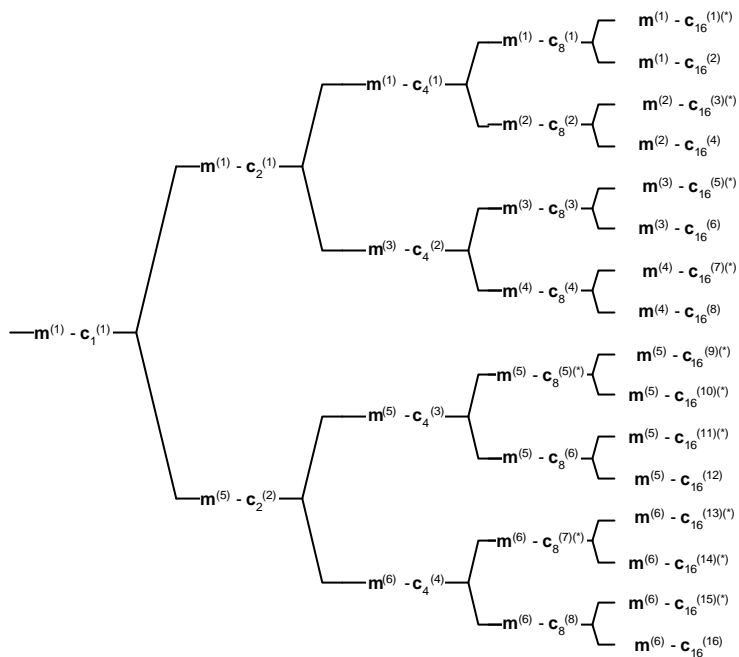 m(1) - c16(1)(*)
m(1) - c8(1)
m(1) - c16(2)
m(1) - c4(1)
m(2) - c16(3)(*)
m(2) - c8(2)
m(2) - c16(4)
m(1) - c2(1)
m(3) - c16(5)(*)
m(3) - c8(3)
m(3) - c16(6)
m(3) - c4(2)
m(4) - c16(7)(*)
m(4) - c8(4)
m(4) - c16(8)
m(1) - c1(1)
m(5) - c16(9)(*)
m(5) - c8(5)(*)
m(5) - c16(10)(*)
m(5) - c4(3)
m(5) - c16(11)(*)
m(5) - c8(6)
m(5) - c16(12)
m(5) - c2(2)
m(6) - c16(13)(*)
m(6) - c8(7)(*)
m(6) - c16(14)(*)
m(6) - c4(4)
m(6) - c16(15)(*)
m(6) - c8(8)
m(6) - c16(16)